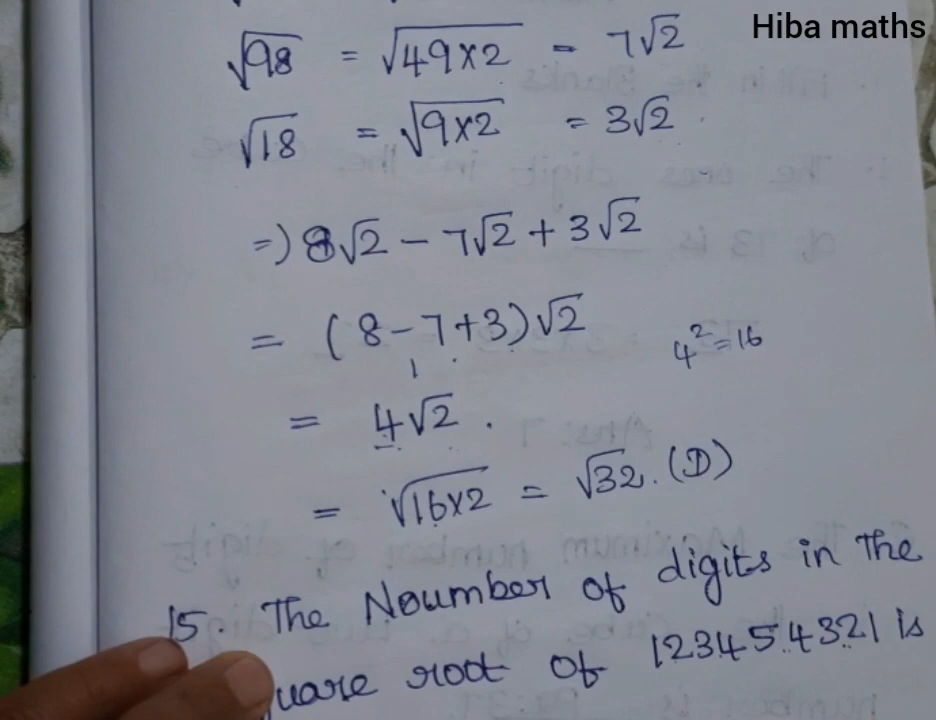 Hiba maths
√98 = √49×2 = 7√2
√18 = √9×2 = 3√2
=) 8√2 - 7√2 + 3√2
= (8-7+3)√2
4²=16
1
= 4√2.
= √16×2 = √32. (D)
15. The Noumber of digits in the
uare root of 123454321 is